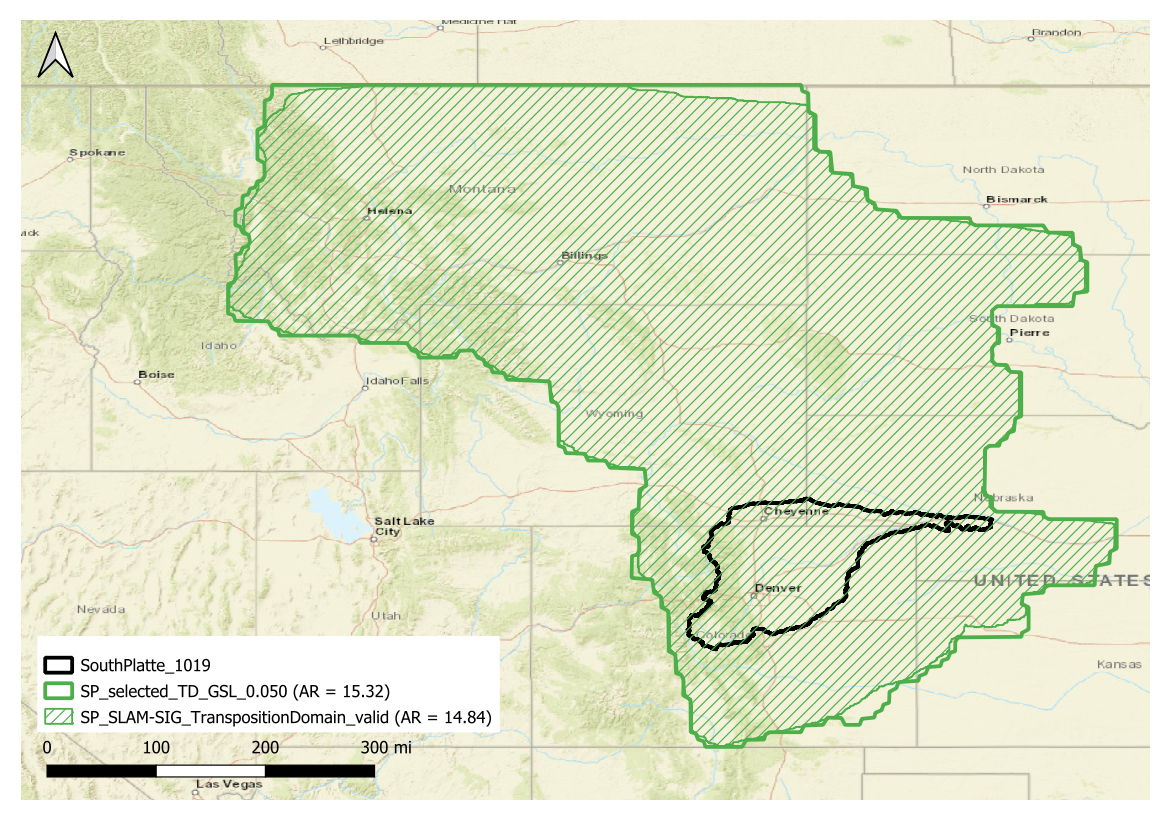 Medicine Hat
Lethbridge
Brandon
Spokane
North Dakota
Montana
Bismarck
Helena
Billings
South Dakota
Pierre
Idaho
Boise
Idaho Falls
Wyoming
Nebraska
Cheyenne
Salt Lake
City
UNITED STATES
Denver
Nevada
Utah
Colorado
Kansas
SouthPlatte_1019
SP_selected_TD_GSL_0.050 (AR = 15.32)
SP_SLAM-SIG_TranspositionDomain_valid (AR = 14.84)
0 100 200 300 mi
Las Vegas